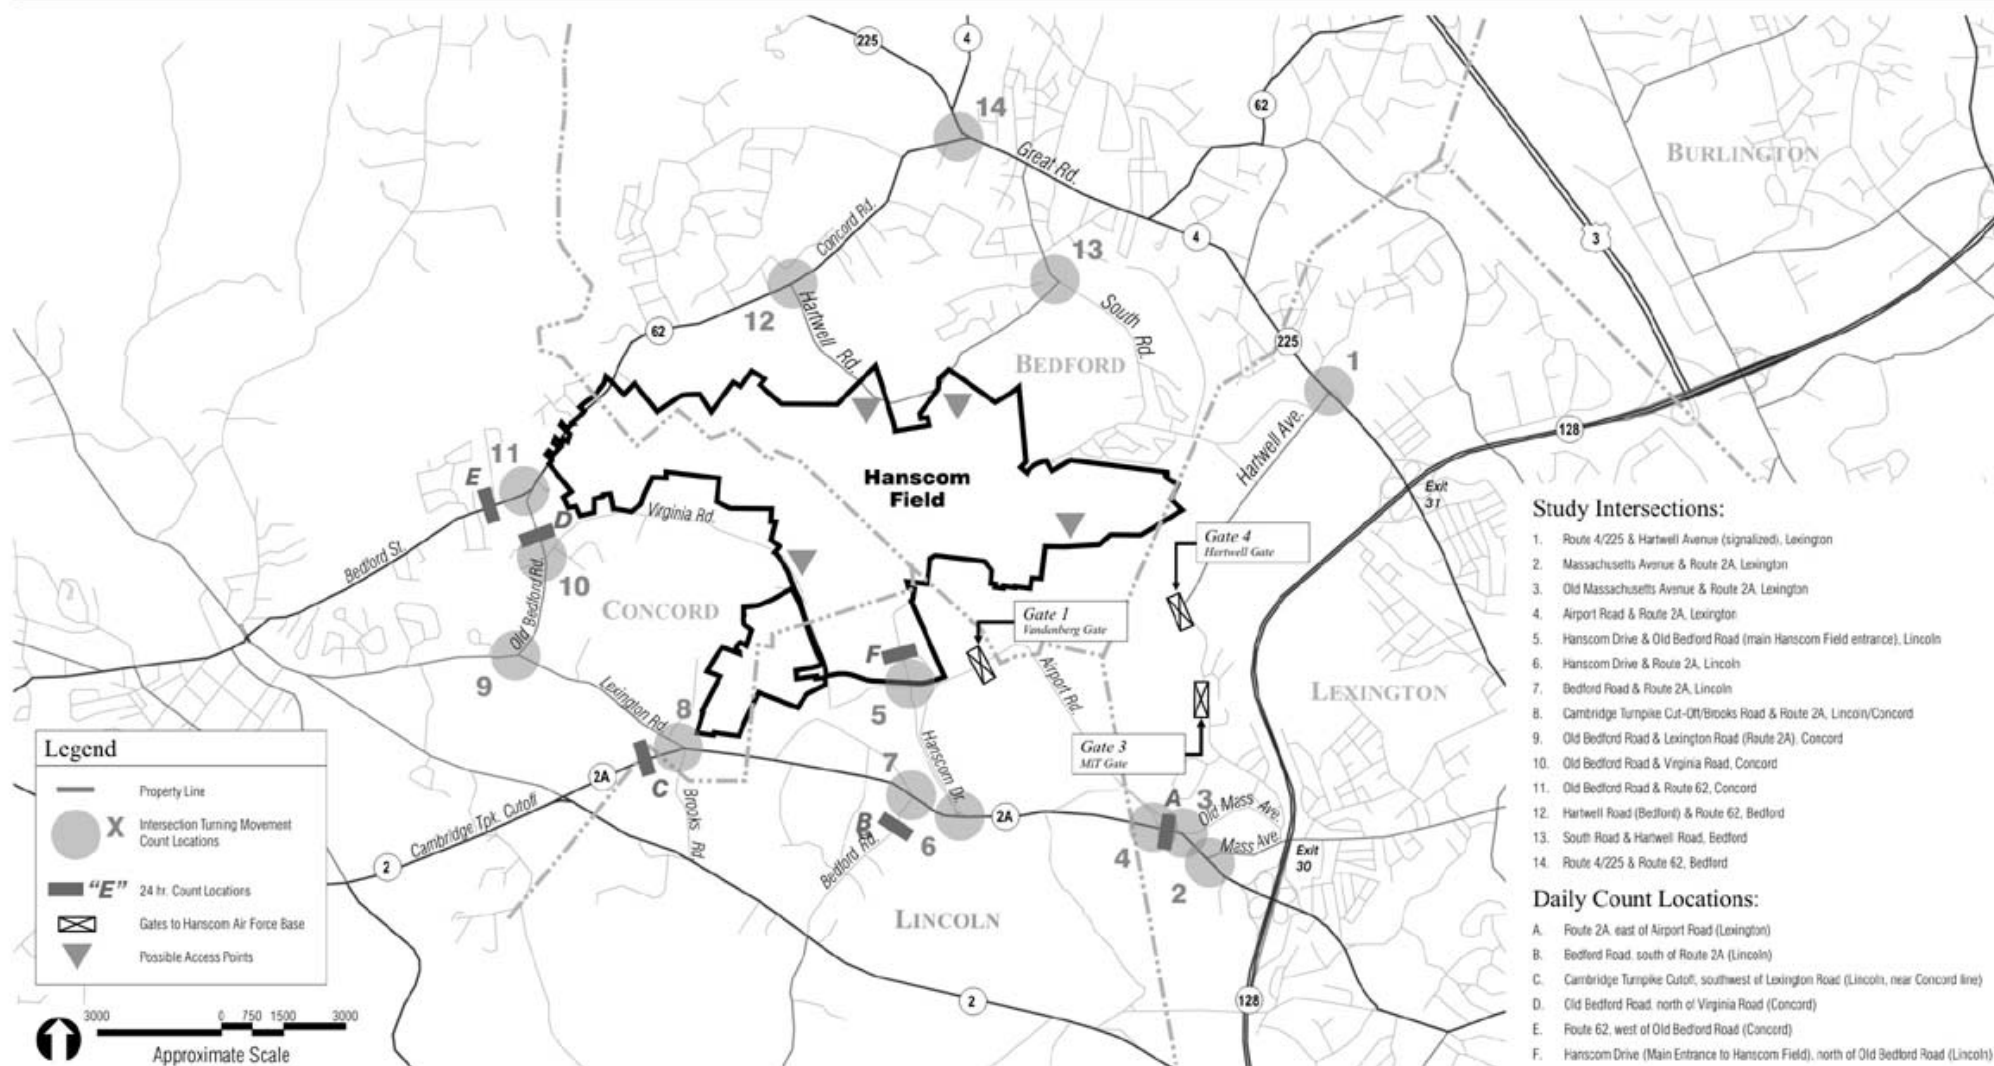 225
4
14
62
Great Rd.
BURLINGTON
Concord Rd.
4
3
13
12
62
Hartwell Rd.
South Rd.
BEDFORD
225
1
128
Hartwell Ave.
Exit
31
11
E
D
Virginia Rd.
Hanscom
Field
Bedford St.
10
Old Bedford Rd.
CONCORD
Gate 4
Hartwell Gate
Gate 1
Vandenberg Gate
F
9
Lexington Rd.
8
5
Airport Rd.
LEXINGTON
Gate 3
MIT Gate
Hanscom Dr.
7
2A
C
Brooks Rd
Cambridge Tpk. Cutoff
2
B
Bedford Rd.
6
2A
A
3
Old Mass Ave.
Mass Ave.
4
2
Exit
30
LINCOLN
2
128
Legend
Property Line
X
Intersection Turning Movement
Count Locations
"E"
24 hr. Count Locations
Gates to Hanscom Air Force Base
Possible Access Points
3000 0 750 1500 3000
Approximate Scale
Study Intersections:
1. Route 4/225 & Hartwell Avenue (signalized), Lexington
2. Massachusetts Avenue & Route 2A, Lexington
3. Old Massachusetts Avenue & Route 2A, Lexington
4. Airport Road & Route 2A, Lexington
5. Hanscom Drive & Old Bedford Road (main Hanscom Field entrance), Lincoln
6. Hanscom Drive & Route 2A, Lincoln
7. Bedford Road & Route 2A, Lincoln
8. Cambridge Turnpike Cut-Off/Brooks Road & Route 2A, Lincoln/Concord
9. Old Bedford Road & Lexington Road (Route 2A), Concord
10. Old Bedford Road & Virginia Road, Concord
11. Old Bedford Road & Route 62, Concord
12. Hartwell Road (Bedford) & Route 62, Bedford
13. South Road & Hartwell Road, Bedford
14. Route 4/225 & Route 62, Bedford
Daily Count Locations:
A. Route 2A, east of Airport Road (Lexington)
B. Bedford Road, south of Route 2A (Lincoln)
C. Cambridge Turnpike Cutoff, southwest of Lexington Road (Lincoln, near Concord line)
D. Old Bedford Road, north of Virginia Road (Concord)
E. Route 62, west of Old Bedford Road (Concord)
F. Hanscom Drive (Main Entrance to Hanscom Field), north of Old Bedford Road (Lincoln)